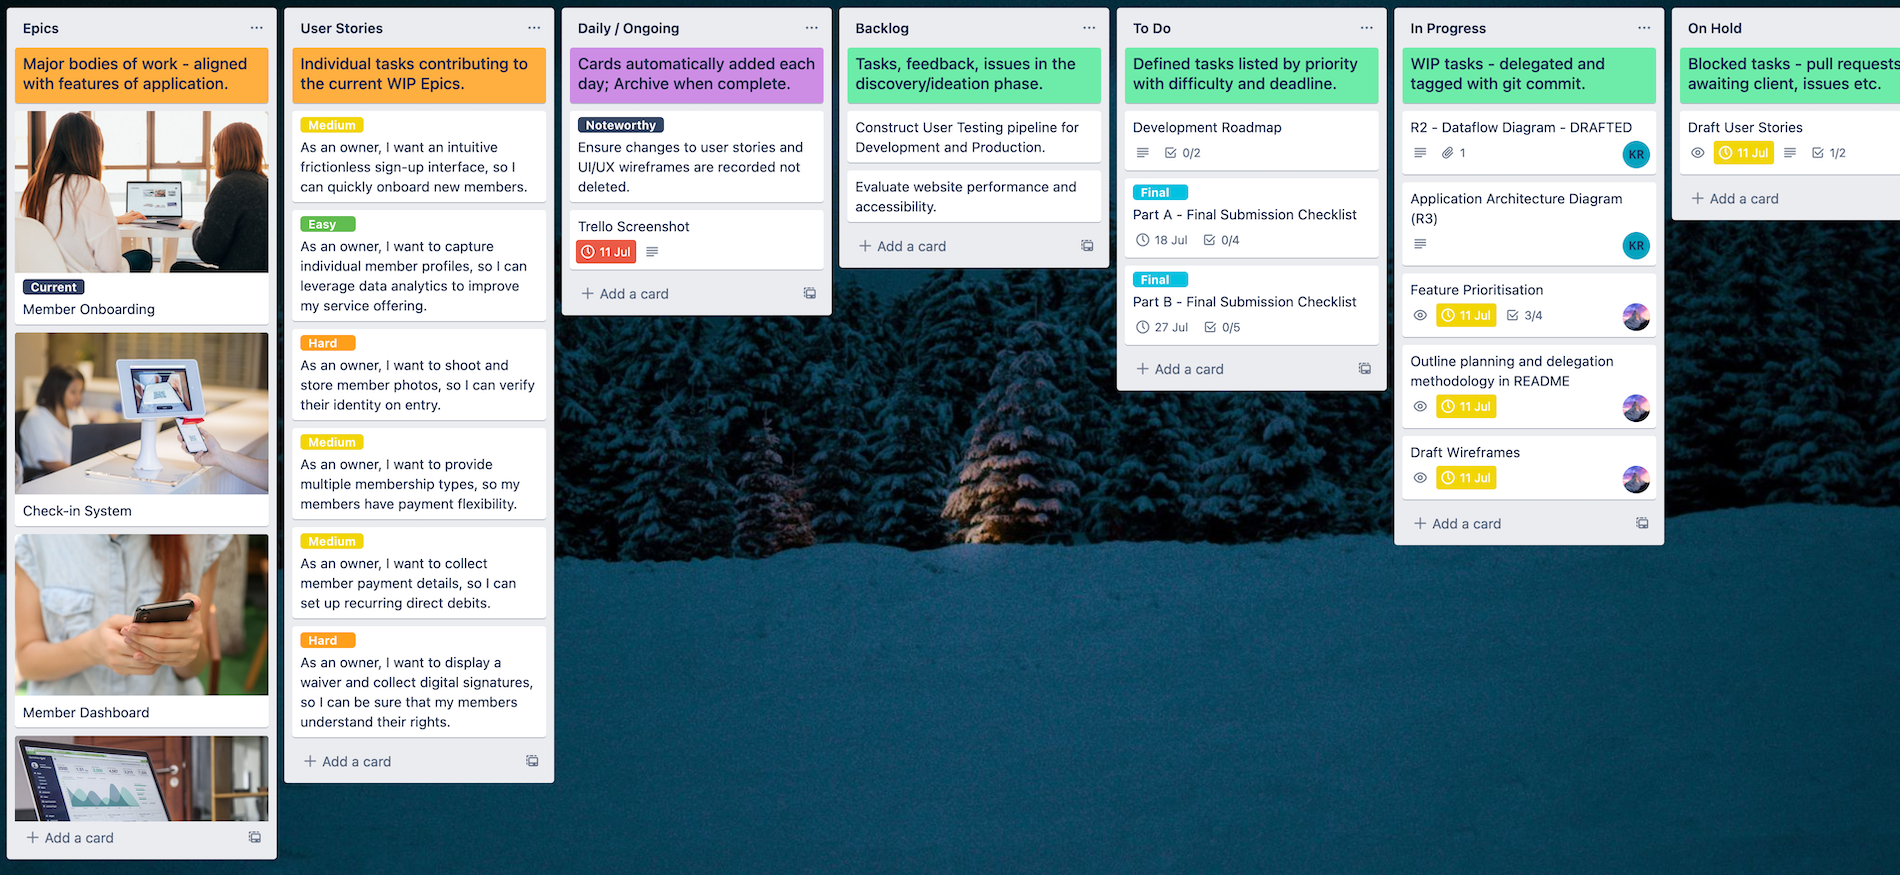 Epics
Major bodies of work - aligned
with features of application.
Current
Member Onboarding
Check-in System
Member Dashboard
Add a card
User Stories
Individual tasks contributing to
the current WIP Epics.
Medium
As an owner, I want an intuitive
frictionless sign-up interface, so I
can quickly onboard new members.
Easy
As an owner, I want to capture
individual member profiles, so I can
leverage data analytics to improve
my service offering.
Hard
As an owner, I want to shoot and
store member photos, so I can verify
their identity on entry.
Medium
As an owner, I want to provide
multiple membership types, so my
members have payment flexibility.
Medium
As an owner, I want to collect
member payment details, so I can
set up recurring direct debits.
Hard
As an owner, I want to display a
waiver and collect digital signatures,
so I can be sure that my members
understand their rights.
Add a card
Daily / Ongoing
Cards automatically added each
day; Archive when complete.
Noteworthy
Ensure changes to user stories and
UI/UX wireframes are recorded not
deleted.
Trello Screenshot
11 Jul
Add a card
Backlog
Tasks, feedback, issues in the
discovery/ideation phase.
Construct User Testing pipeline for
Development and Production.
Evaluate website performance and
accessibility.
Add a card
To Do
Defined tasks listed by priority
with difficulty and deadline.
Development Roadmap
0/2
Final
Part A - Final Submission Checklist
18 Jul 0/4
Final
Part B - Final Submission Checklist
27 Jul 0/5
Add a card
In Progress
WIP tasks - delegated and
tagged with git commit.
R2 - Dataflow Diagram - DRAFTED
1 KR
Application Architecture Diagram
(R3)
KR
Feature Prioritisation
11 Jul 3/4
Outline planning and delegation
methodology in README
11 Jul
Draft Wireframes
11 Jul
Add a card
On Hold
Blocked tasks - pull requests
awaiting client, issues etc.
Draft User Stories
11 Jul 1/2
Add a card